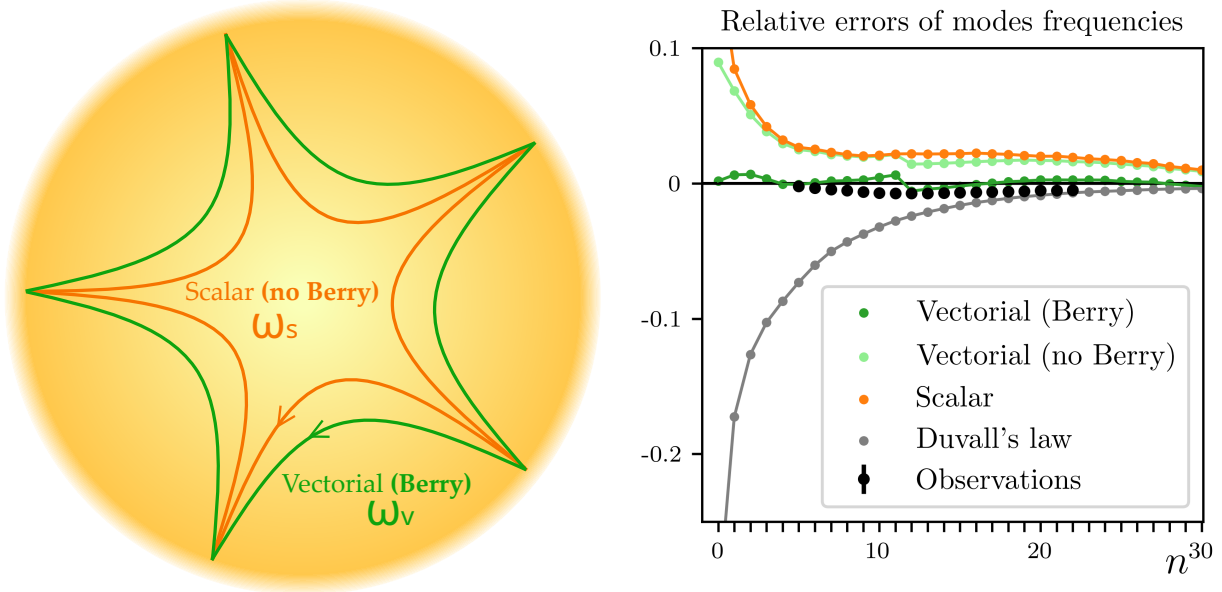 Scalar (no Berry)
ωs
Vectorial (Berry)
ωv
Relative errors of modes frequencies
0.1
0
-0.1
-0.2
Vectorial (Berry)
Vectorial (no Berry)
Scalar
Duvall's law
Observations
0 10 20 30
n